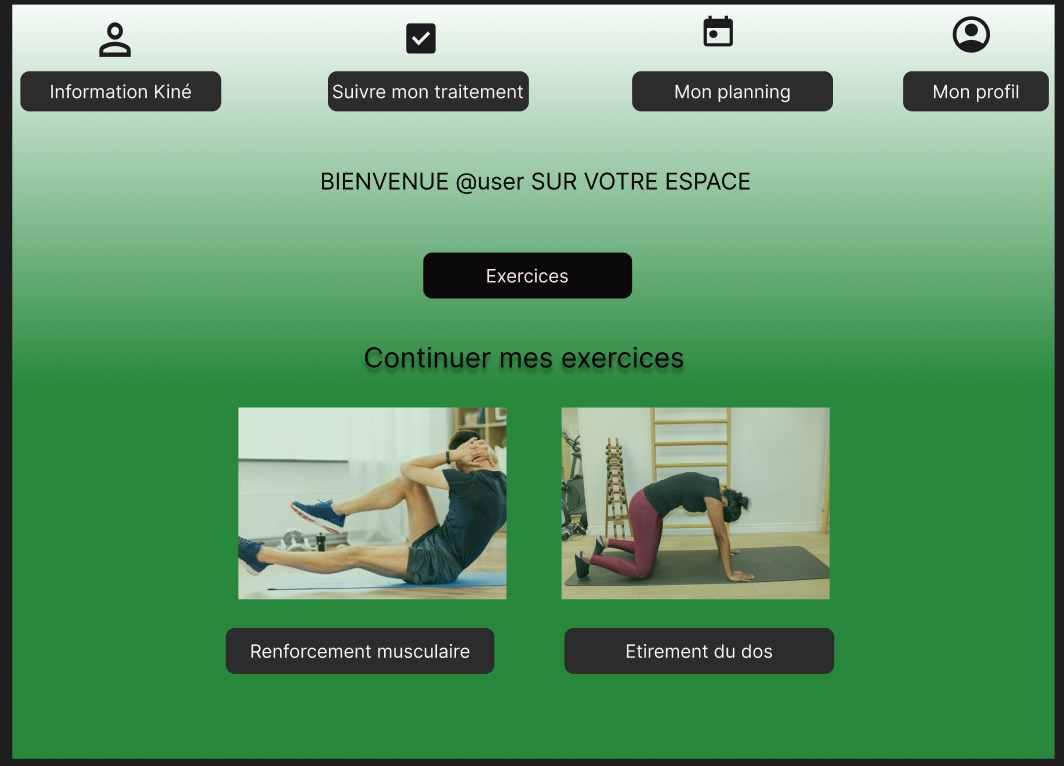 Information Kiné
Suivre mon traitement
Mon planning
Mon profil
BIENVENUE @user SUR VOTRE ESPACE
Exercices
Continuer mes exercices
Renforcement musculaire
Etirement du dos